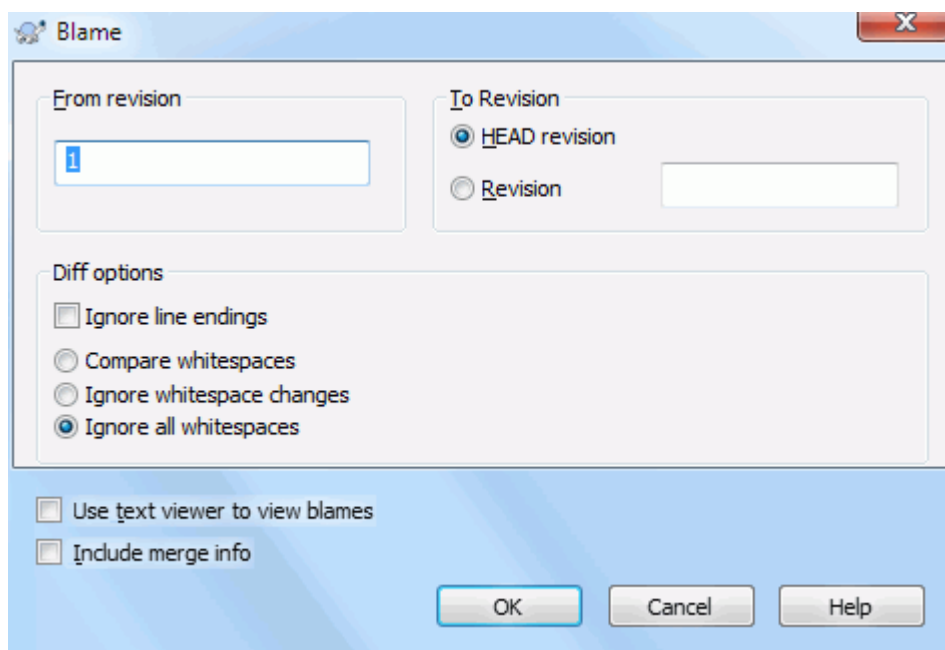 Blame
From revision
1
To Revision
HEAD revision
Revision
Diff options
Ignore line endings
Compare whitespaces
Ignore whitespace changes
Ignore all whitespaces
Use text viewer to view blames
Include merge info
OK Cancel Help